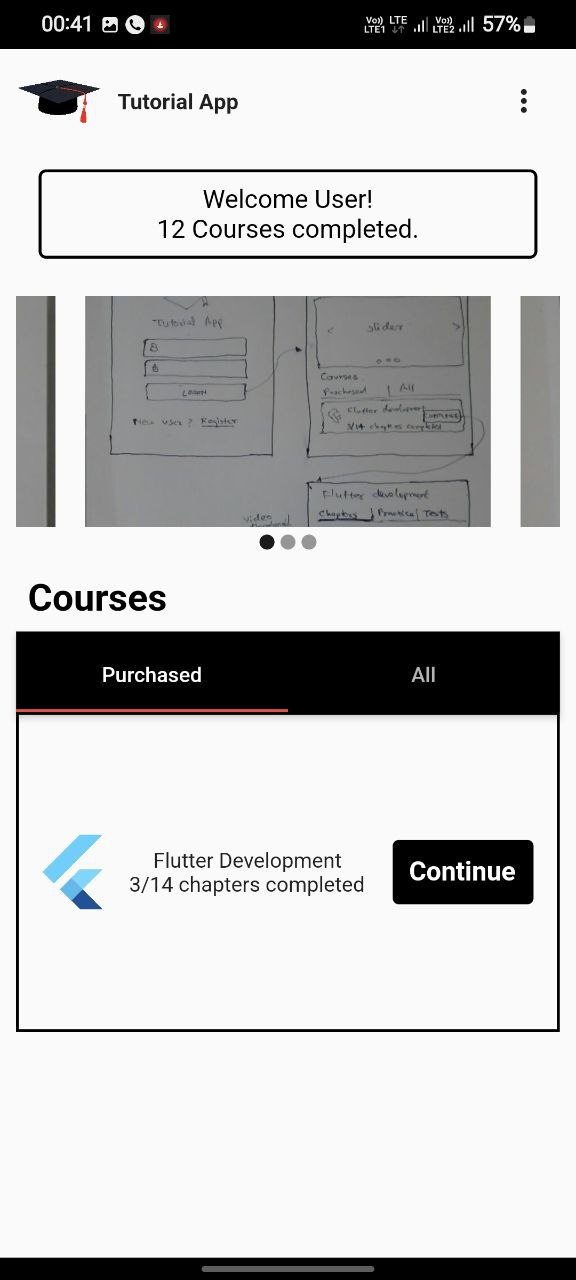 00:41
Vo)) LTE Vo))
LTE1 LTE2 57%
Tutorial App
Welcome User!
12 Courses completed.
Tutorial App
LOGIN
New user ? Register
slider
Courses
Purchased | All
Flutter development
3/14 chapters completed
Flutter development
Chapters | Practical | Tests
video
Courses
Purchased All
Flutter Development
3/14 chapters completed
Continue